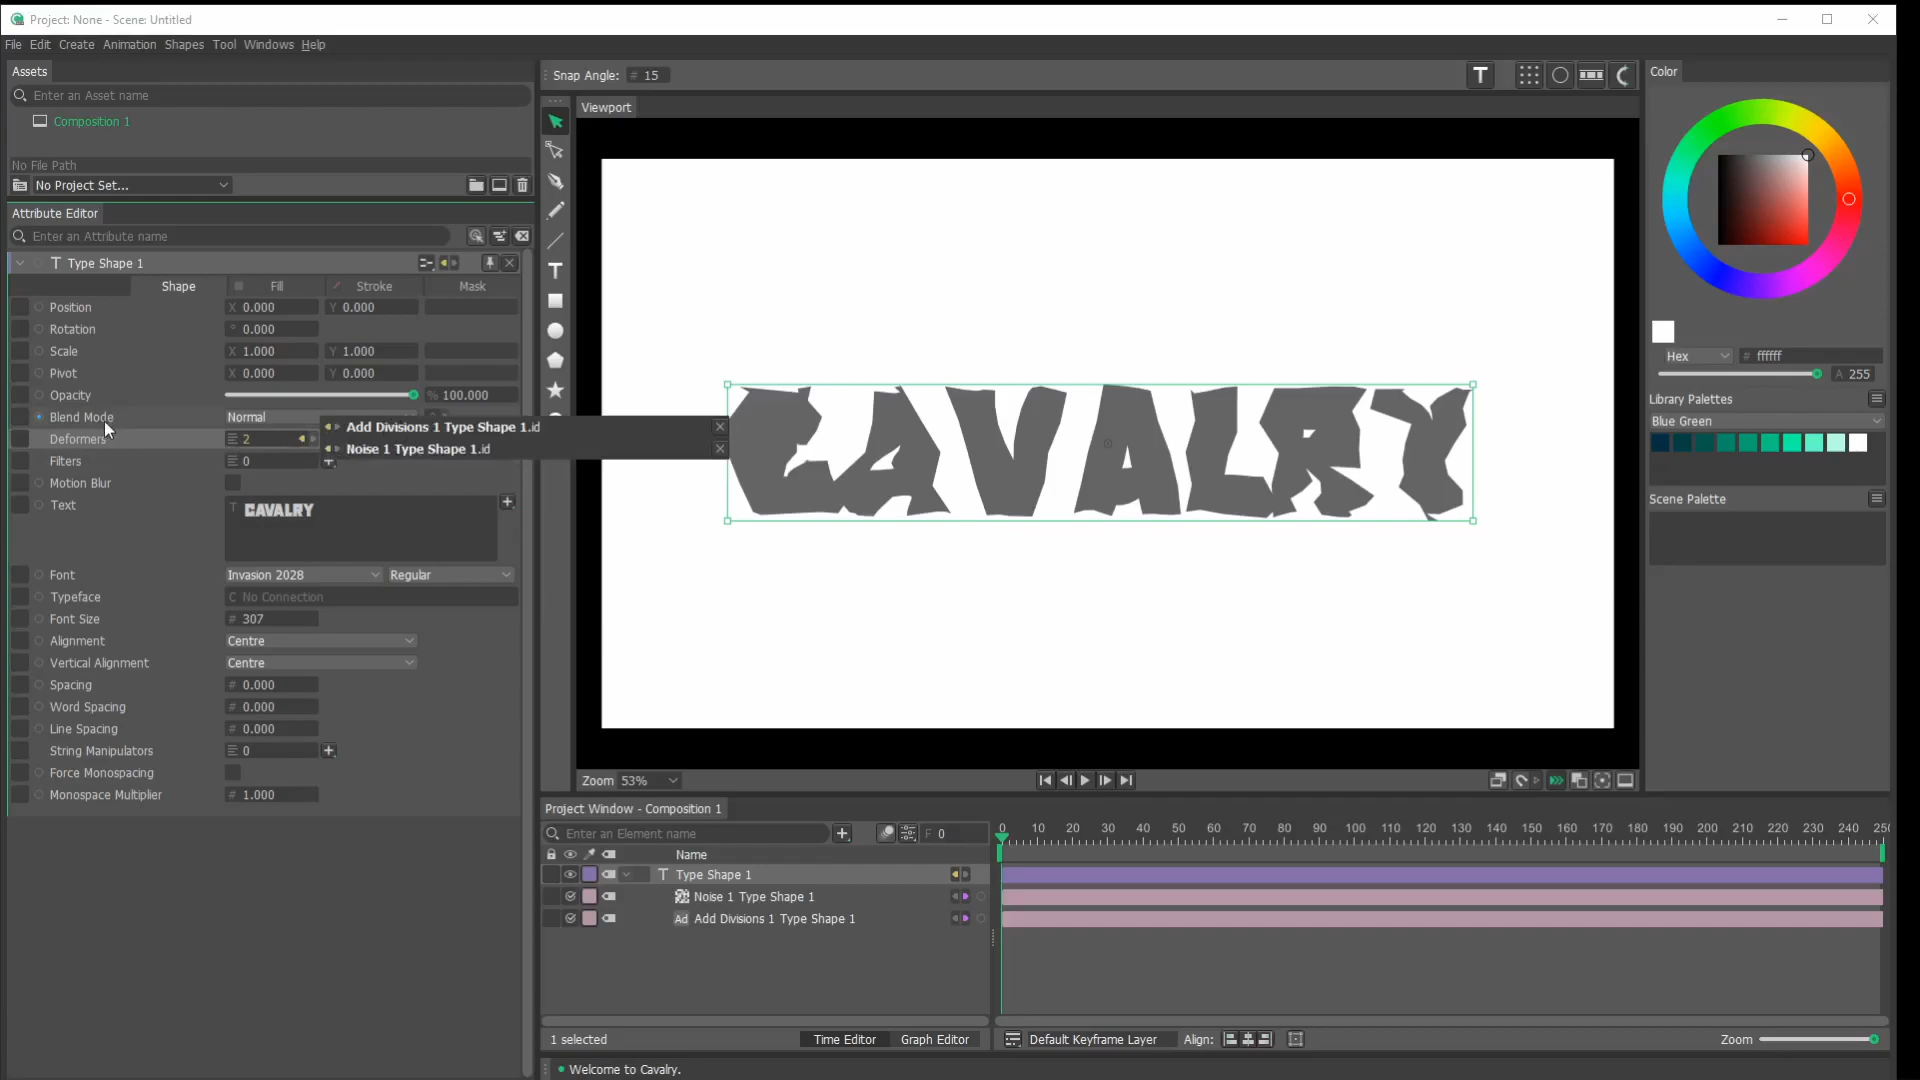 Project: None - Scene: Untitled
File Edit Create Animation Shapes Tool Windows Help
Assets
Enter an Asset name
Composition 1
No File Path
No Project Set...
Attribute Editor
Enter an Attribute name
T Type Shape 1
Shape Fill Stroke Mask
Position X 0.000 Y 0.000
Rotation ° 0.000
Scale X 1.000 Y 1.000
Pivot X 0.000 Y 0.000
Opacity % 100.000
Blend Mode Normal
Deformers 2
Add Divisions 1 Type Shape 1.id
Noise 1 Type Shape 1.id
Filters 0
Motion Blur
Text T CAVALRY
Font Invasion 2028 Regular
Typeface C No Connection
Font Size # 307
Alignment Centre
Vertical Alignment Centre
Spacing # 0.000
Word Spacing # 0.000
Line Spacing # 0.000
String Manipulators 0
Force Monospacing
Monospace Multiplier # 1.000
Snap Angle: # 15
T
Viewport
T
CAVALRY
Zoom 53%
Color
Hex # ffffff
A 255
Library Palettes
Blue Green
Scene Palette
Project Window - Composition 1
Enter an Element name F 0
0 10 20 30 40 50 60 70 80 90 100 110 120 130 140 150 160 170 180 190 200 210 220 230 240 250
Name
T Type Shape 1
Noise 1 Type Shape 1
Ad Add Divisions 1 Type Shape 1
1 selected Time Editor Graph Editor Default Keyframe Layer Align: Zoom
Welcome to Cavalry.